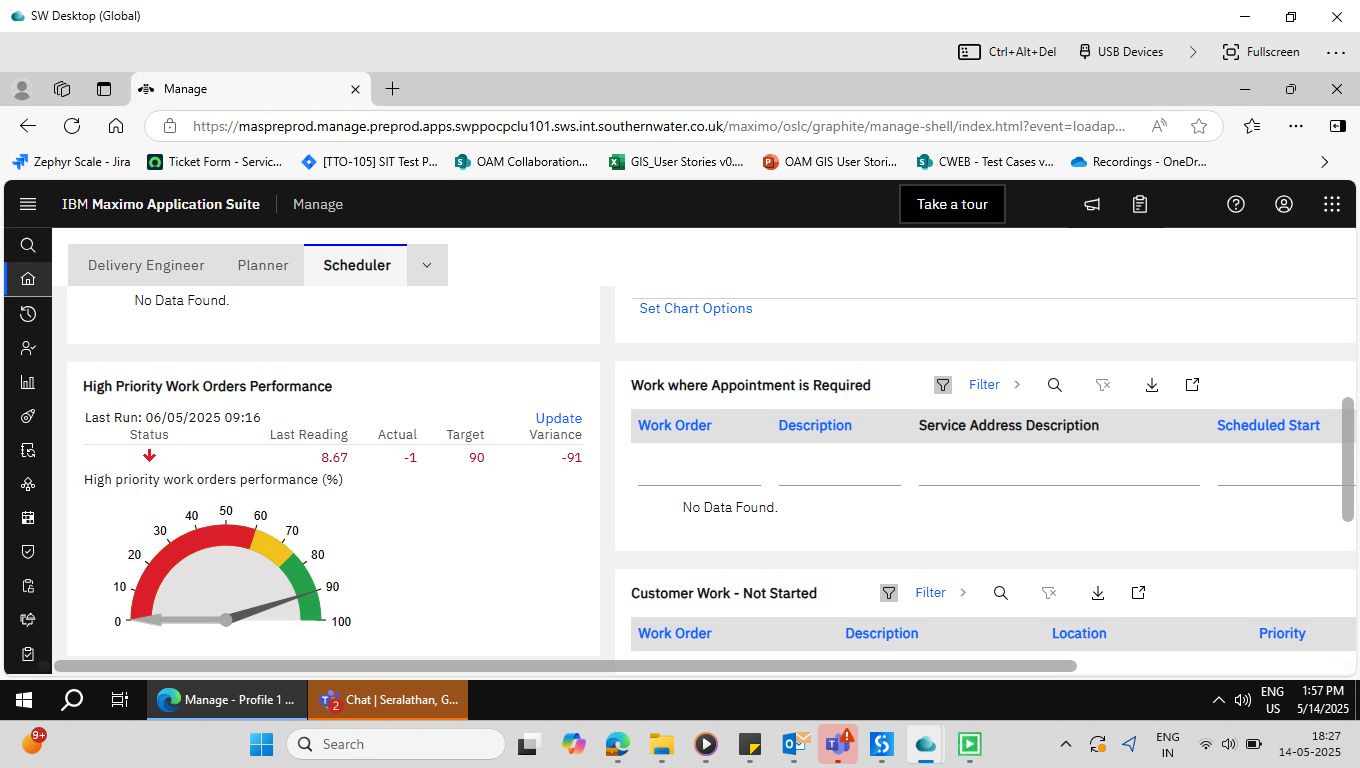 SW Desktop (Global)
Ctrl+Alt+Del USB Devices Fullscreen
Manage
https://maspreprod.manage.preprod.apps.swppocpclu101.sws.int.southernwater.co.uk/maximo/oslc/graphite/manage-shell/index.html?event=loadap...
Zephyr Scale - Jira Ticket Form - Servic... [TTO-105] SIT Test P... OAM Collaboration... GIS_User Stories v0.... OAM GIS User Stori... CWEB - Test Cases v... Recordings - OneDr...
IBM Maximo Application Suite Manage Take a tour
Delivery Engineer Planner Scheduler
No Data Found.
Set Chart Options
High Priority Work Orders Performance
Last Run: 06/05/2025 09:16 Update
Status Last Reading Actual Target Variance
8.67 -1 90 -91
High priority work orders performance (%)
0 10 20 30 40 50 60 70 80 90 100
Work where Appointment is Required Filter
Work Order Description Service Address Description Scheduled Start
No Data Found.
Customer Work - Not Started Filter
Work Order Description Location Priority
Manage - Profile 1 ... 2 Chat | Seralathan, G...
ENG
US
1:57 PM
5/14/2025
9+
Search
ENG
IN
18:27
14-05-2025